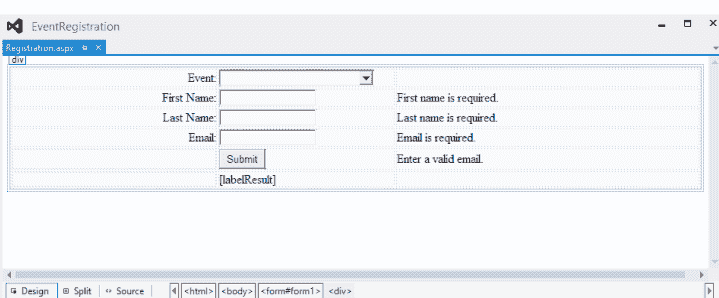 EventRegistration
Registration.aspx
div
Event:
First Name: First name is required.
Last Name: Last name is required.
Email: Email is required.
Submit Enter a valid email.
[labelResult]
Design Split Source <html> <body> <form#form1> <div>